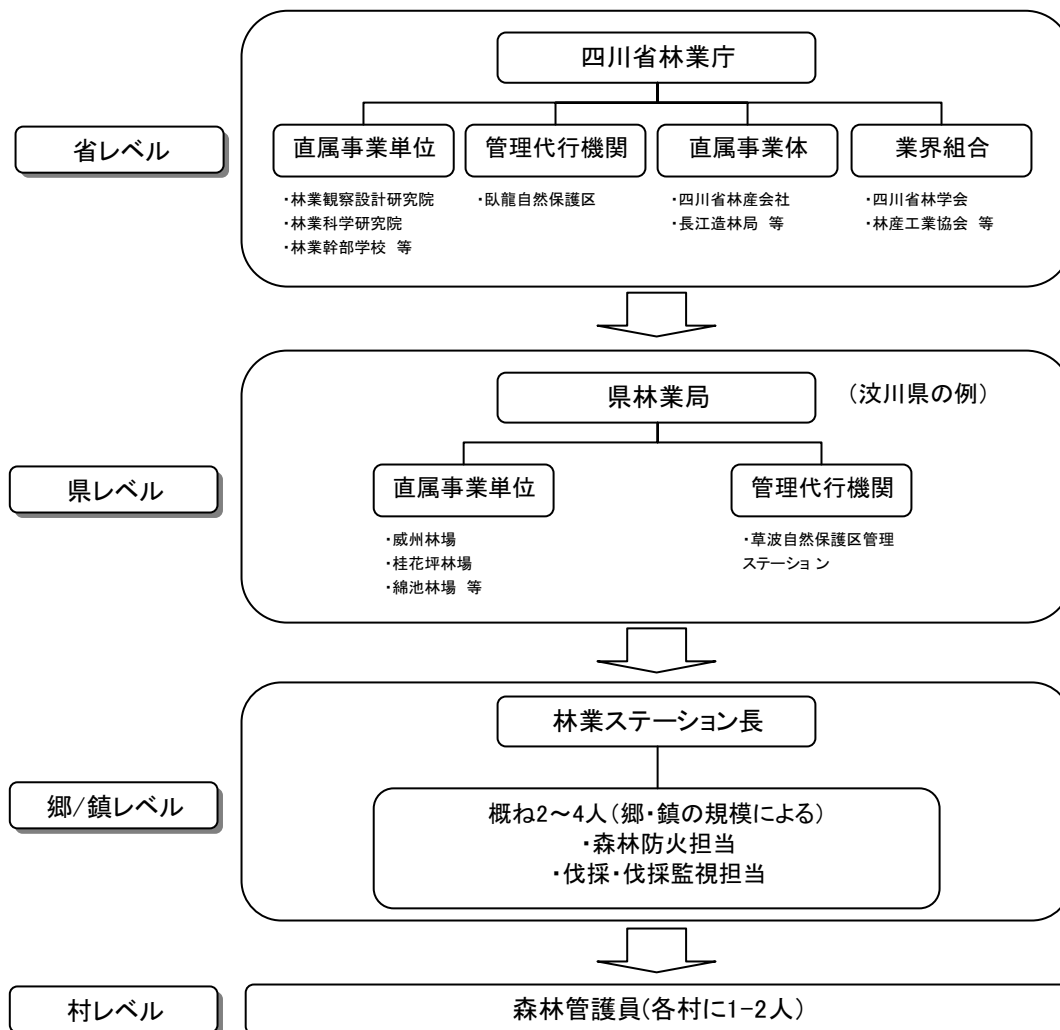 四川省林業庁
省レベル
直属事業単位
管理代行機関
直属事業体
業界組合
・林業観察設計研究院
・林業科学研究院
・林業幹部学校 等
・臥龍自然保護区
・四川省林産会社
・長江造林局 等
・四川省林学会
・林産工業協会 等
県林業局
(汶川県の例)
県レベル
直属事業単位
管理代行機関
・威州林場
・桂花坪林場
・綿池林場 等
・草波自然保護区管理
ステーション
林業ステーション長
郷/鎮レベル
概ね2～4人(郷・鎮の規模による)
・森林防火担当
・伐採・伐採監視担当
村レベル
森林管護員(各村に1-2人)